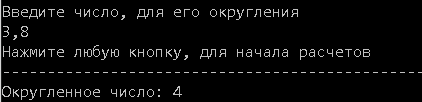 Введите число, для его округления
3,8
Нажмите любую кнопку, для начала расчетов
-----------------------------------------------
Округленное число: 4